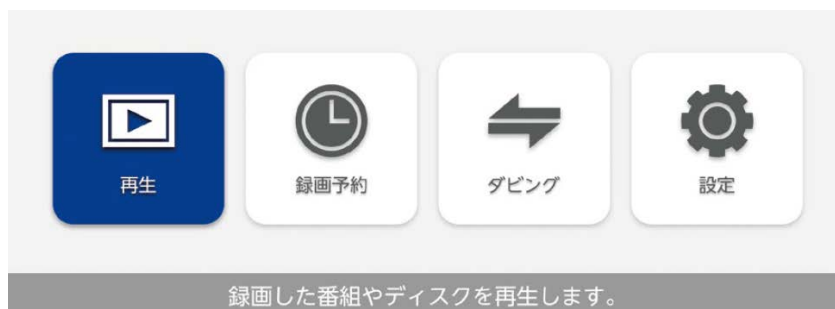 再生
録画予約
ダビング
設定
録画した番組やディスクを再生します。